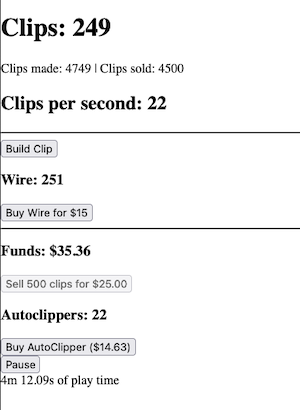 Clips: 249
Clips made: 4749 | Clips sold: 4500
Clips per second: 22
Build Clip
Wire: 251
Buy Wire for $15
Funds: $35.36
Sell 500 clips for $25.00
Autoclippers: 22
Buy AutoClipper ($14.63)
Pause
4m 12.09s of play time